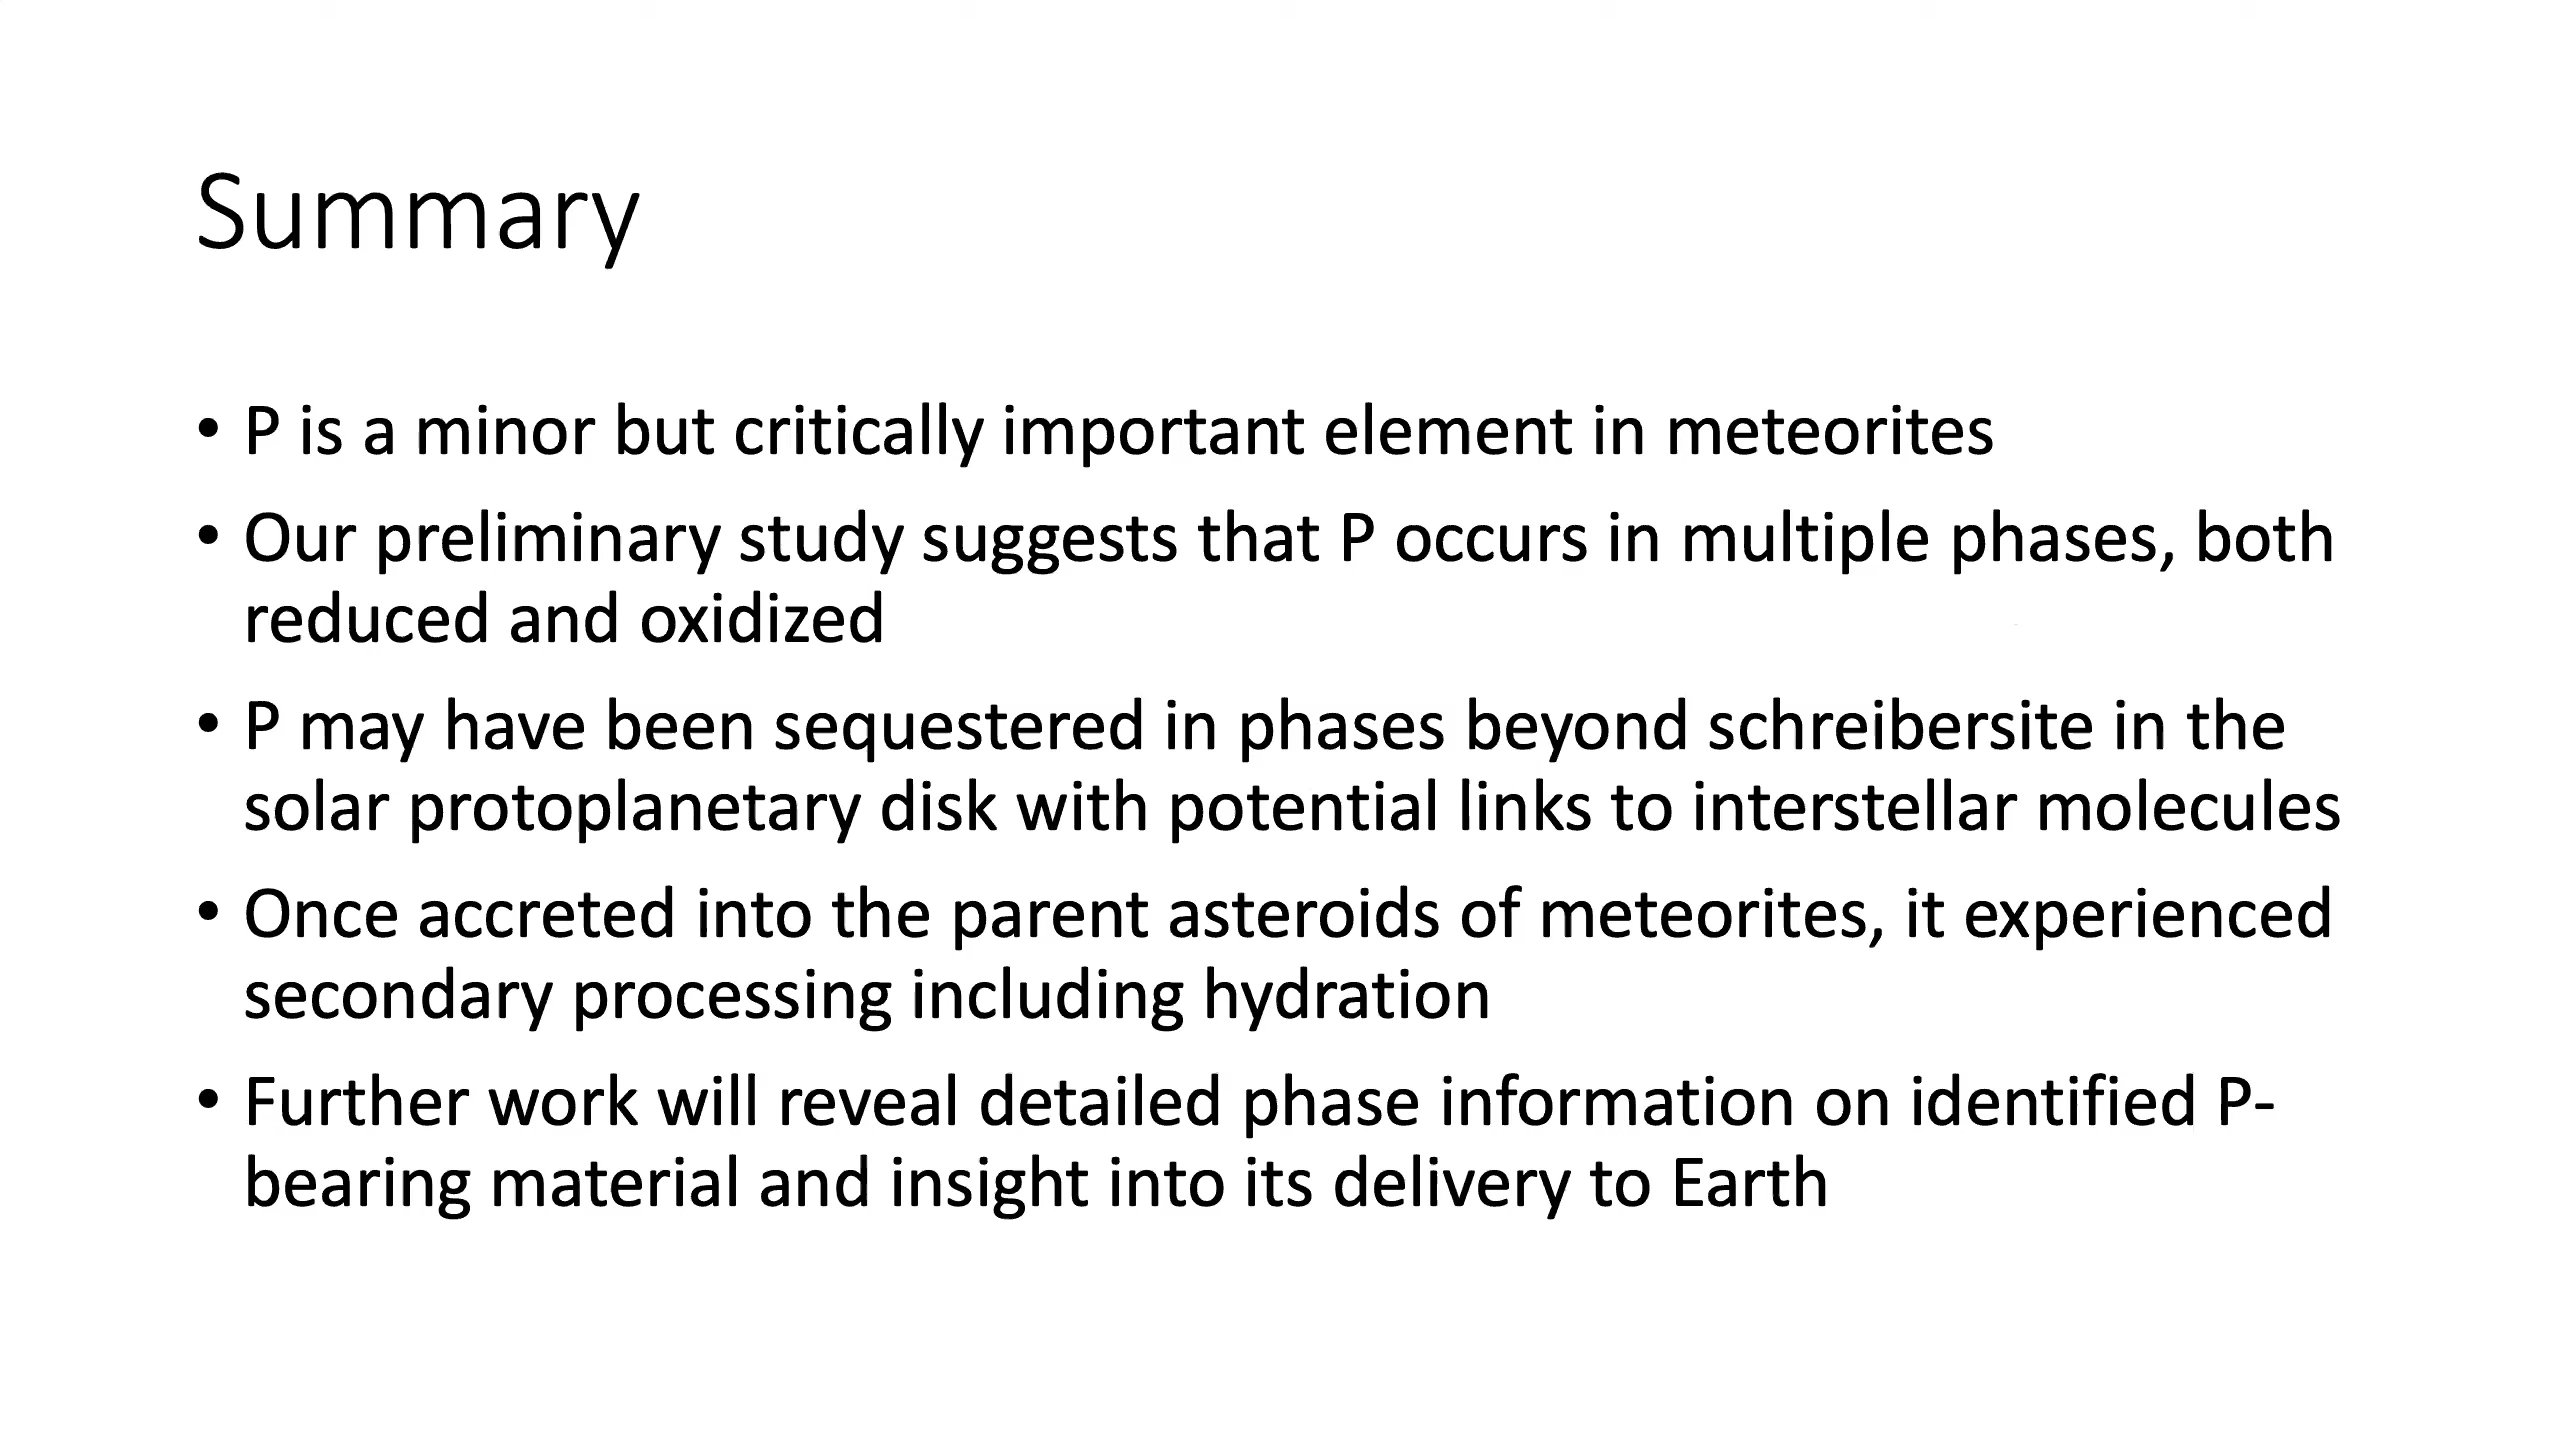 Summary
• P is a minor but critically important element in meteorites
• Our preliminary study suggests that P occurs in multiple phases, both
reduced and oxidized
• P may have been sequestered in phases beyond schreibersite in the
solar protoplanetary disk with potential links to interstellar molecules
• Once accreted into the parent asteroids of meteorites, it experienced
secondary processing including hydration
• Further work will reveal detailed phase information on identified P-
bearing material and insight into its delivery to Earth